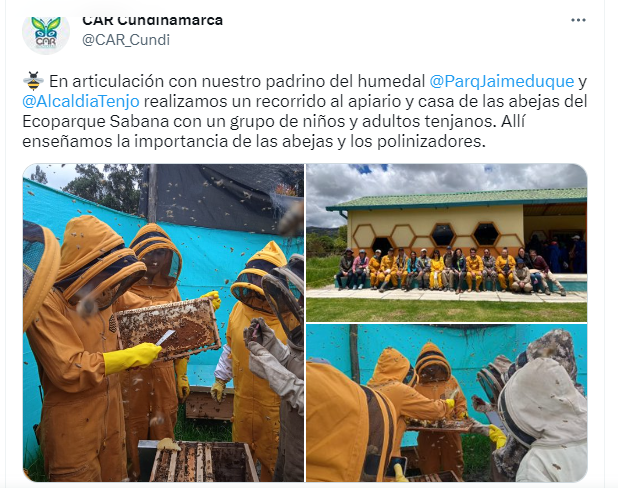 CAR Cundinamarca
CAR
@CAR_Cundi
En articulación con nuestro padrino del humedal @ParqJaimeduque y
@AlcaldiaTenjo realizamos un recorrido al apiario y casa de las abejas del
Ecoparque Sabana con un grupo de niños y adultos tenjanos. Allí
enseñamos la importancia de las abejas y los polinizadores.